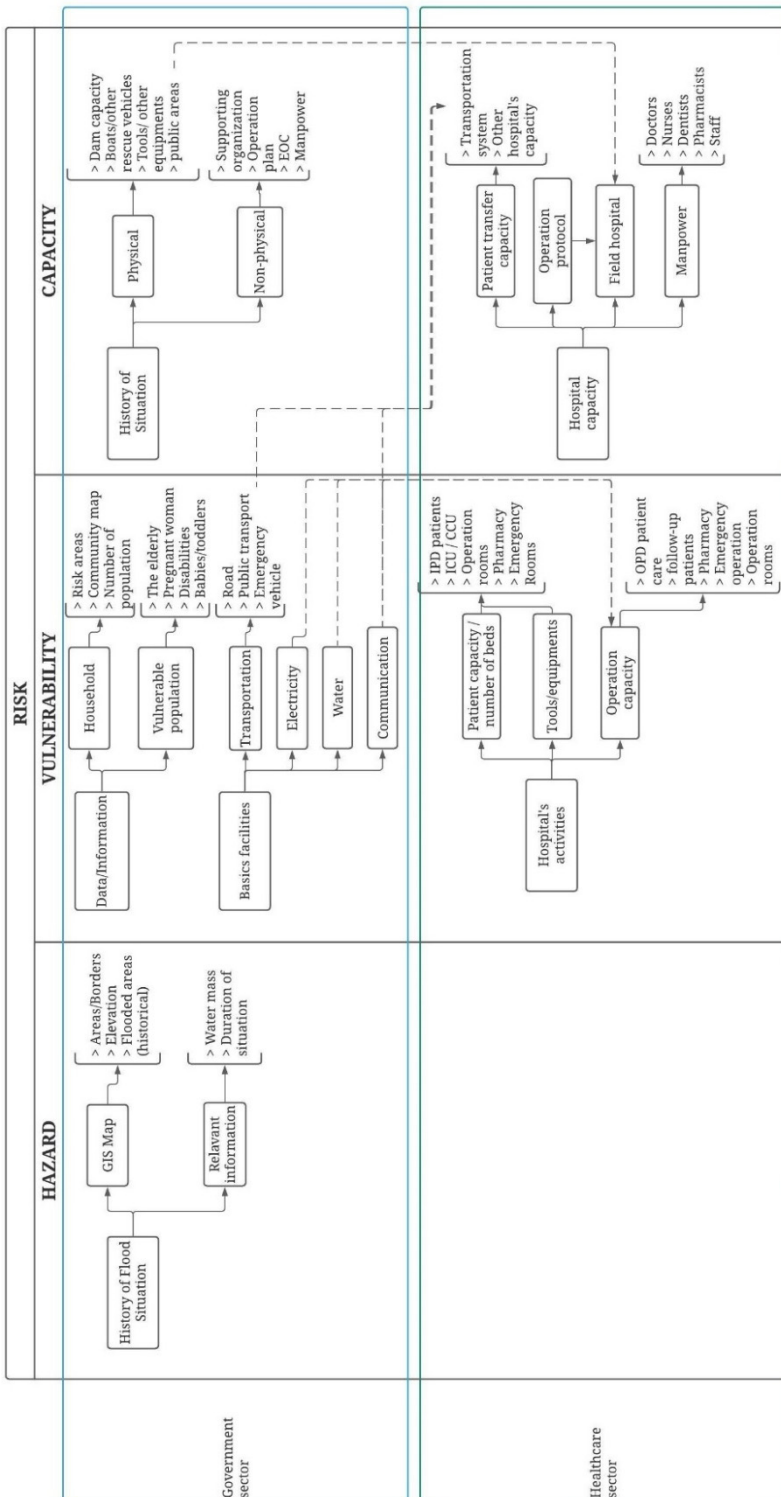 RISK
HAZARD
VULNERABILITY
CAPACITY
Government
sector
History of Flood
Situation
GIS Map
> Areas/Borders
> Elevation
> Flooded areas
(historical)
Relavant
information
> Water mass
> Duration of
situation
Data/Information
Household
> Risk areas
> Community map
> Number of
population
Vulnerable
population
> The elderly
> Pregnant woman
> Disabilities
> Babies/toddlers
Basics facilities
Transportation
> Road
> Public transport
> Emergency
vehicle
Electricity
Water
Communication
History of
Situation
Physical
> Dam capacity
> Boats/other
rescue vehicles
> Tools/ other
equipments
> public areas
Non-physical
> Supporting
organization
> Operation
plan
> EOC
> Manpower
Healthcare
sector
Hospital's
activities
Patient capacity /
number of beds
Tools/equipments
> IPD patients
> ICU / CCU
> Operation
rooms
> Pharmacy
> Emergency
Rooms
Operation
capacity
> OPD patient
care
> follow-up
patients
> Pharmacy
> Emergency
operation
> Operation
rooms
Hospital
capacity
Patient transfer
capacity
> Transportation
system
> Other
hospital's
capacity
Operation
protocol
Field hospital
Manpower
> Doctors
> Nurses
> Dentists
> Pharmacists
> Staff